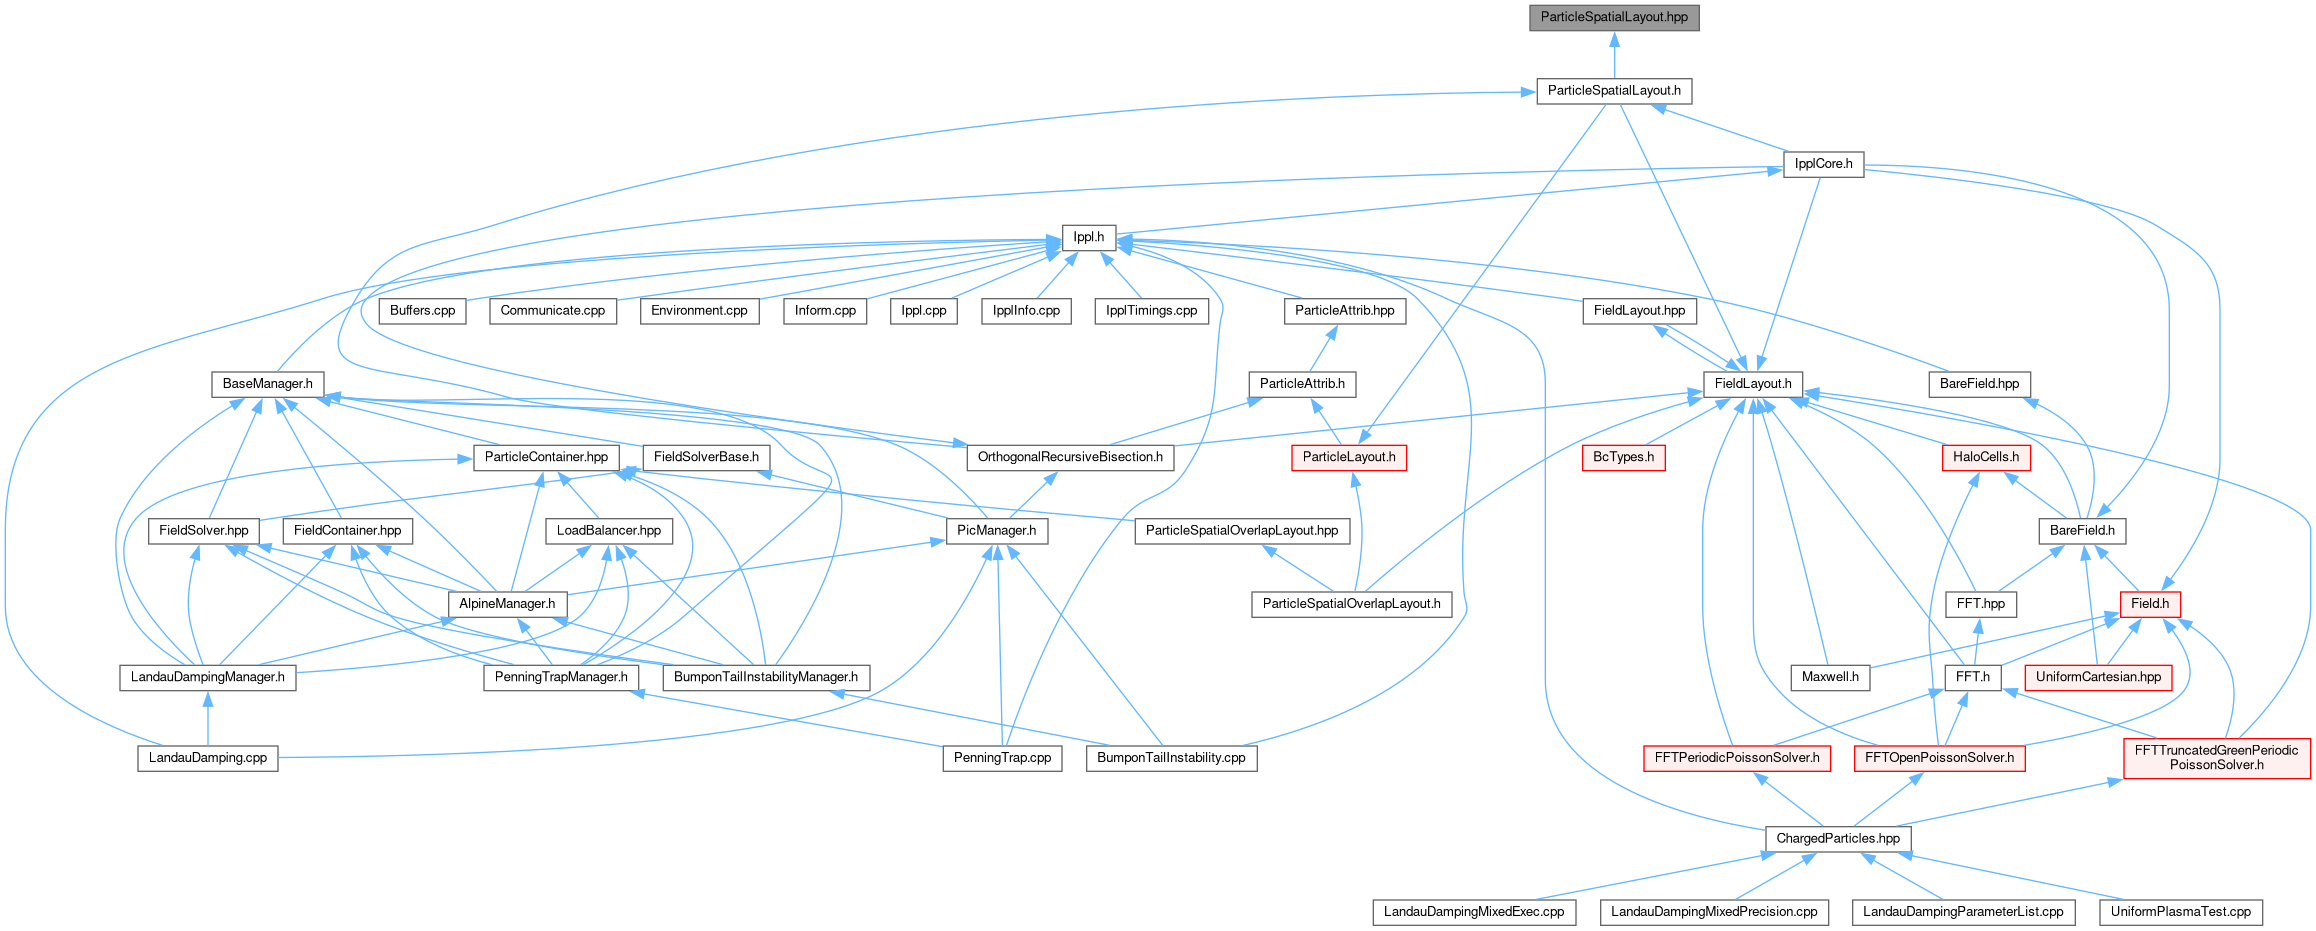 ParticleSpatialLayout.hpp
ParticleSpatialLayout.h
IpplCore.h
Ippl.h
Buffers.cpp
Communicate.cpp
Environment.cpp
Inform.cpp
Ippl.cpp
IpplInfo.cpp
IpplTimings.cpp
ParticleAttrib.hpp
FieldLayout.hpp
BaseManager.h
ParticleAttrib.h
FieldLayout.h
BareField.hpp
ParticleContainer.hpp
FieldSolverBase.h
OrthogonalRecursiveBisection.h
ParticleLayout.h
BcTypes.h
HaloCells.h
FieldSolver.hpp
FieldContainer.hpp
LoadBalancer.hpp
PicManager.h
ParticleSpatialOverlapLayout.hpp
BareField.h
AlpineManager.h
ParticleSpatialOverlapLayout.h
FFT.hpp
Field.h
LandauDampingManager.h
PenningTrapManager.h
BumponTailInstabilityManager.h
Maxwell.h
FFT.h
UniformCartesian.hpp
LandauDamping.cpp
PenningTrap.cpp
BumponTailInstability.cpp
FFTPeriodicPoissonSolver.h
FFTOpenPoissonSolver.h
FFTTruncatedGreenPeriodic
PoissonSolver.h
ChargedParticles.hpp
LandauDampingMixedExec.cpp
LandauDampingMixedPrecision.cpp
LandauDampingParameterList.cpp
UniformPlasmaTest.cpp